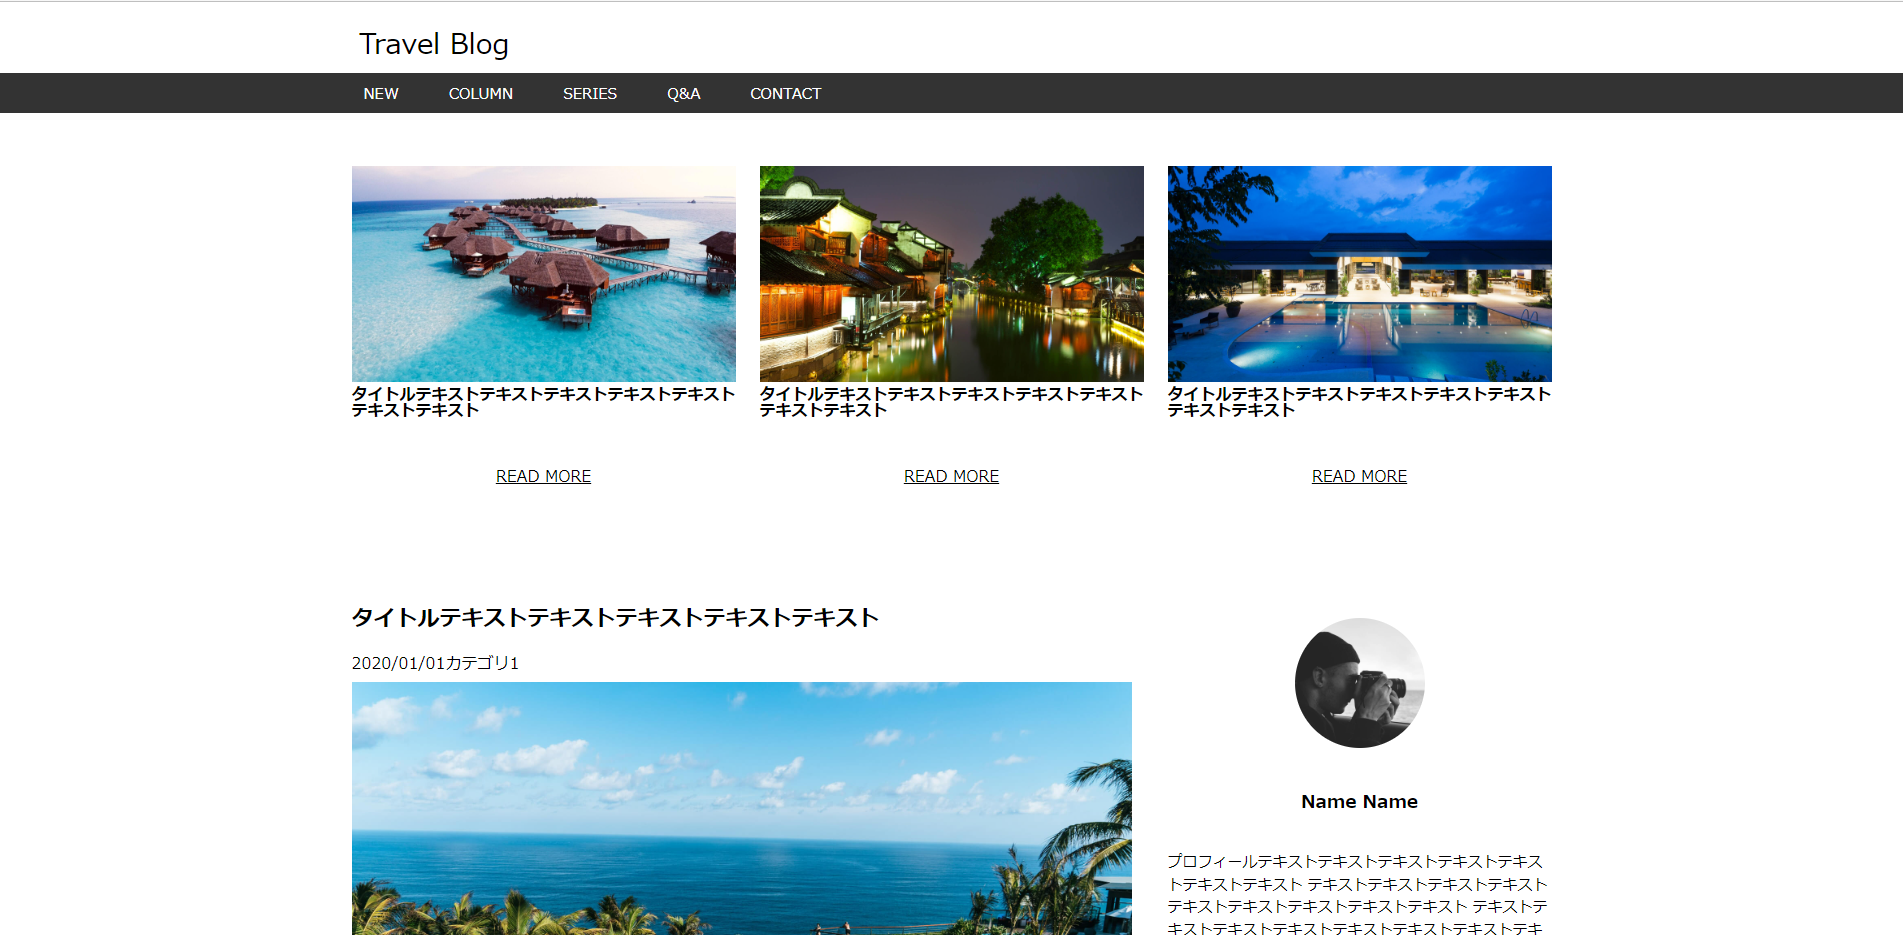 Travel Blog
NEW COLUMN SERIES Q&A CONTACT
タイトルテキストテキストテキストテキストテキスト
テキストテキスト
READ MORE
タイトルテキストテキストテキストテキストテキスト
テキストテキスト
READ MORE
タイトルテキストテキストテキストテキストテキスト
テキストテキスト
READ MORE
タイトルテキストテキストテキストテキストテキスト
2020/01/01カテゴリ1
Name Name
プロフィールテキストテキストテキストテキストテキス
トテキストテキスト テキストテキストテキストテキスト
テキストテキストテキストテキストテキスト テキストテ
キストテキストテキストテキストテキストテキストテキ